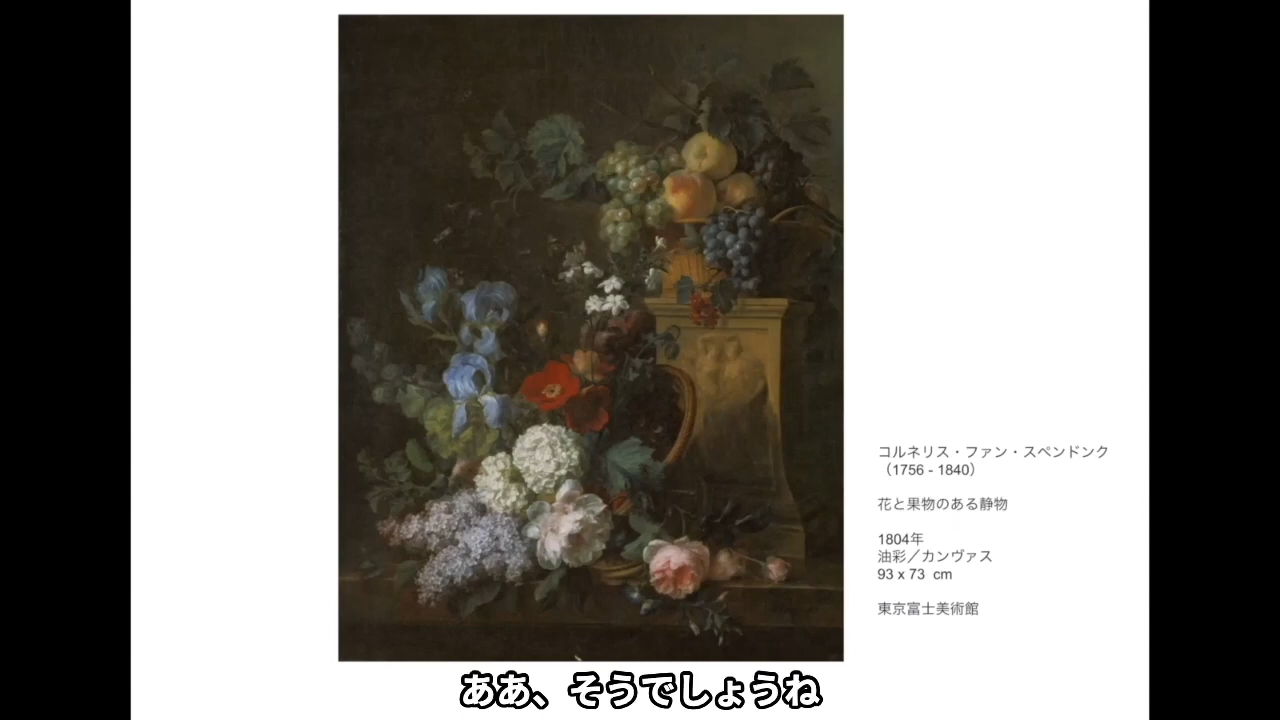 コルネリス・ファン・スペンドンク
（1756 - 1840）
花と果物のある静物
1804年
油彩／カンヴァス
93 x 73 cm
東京富士美術館
ああ、そうでしょうね